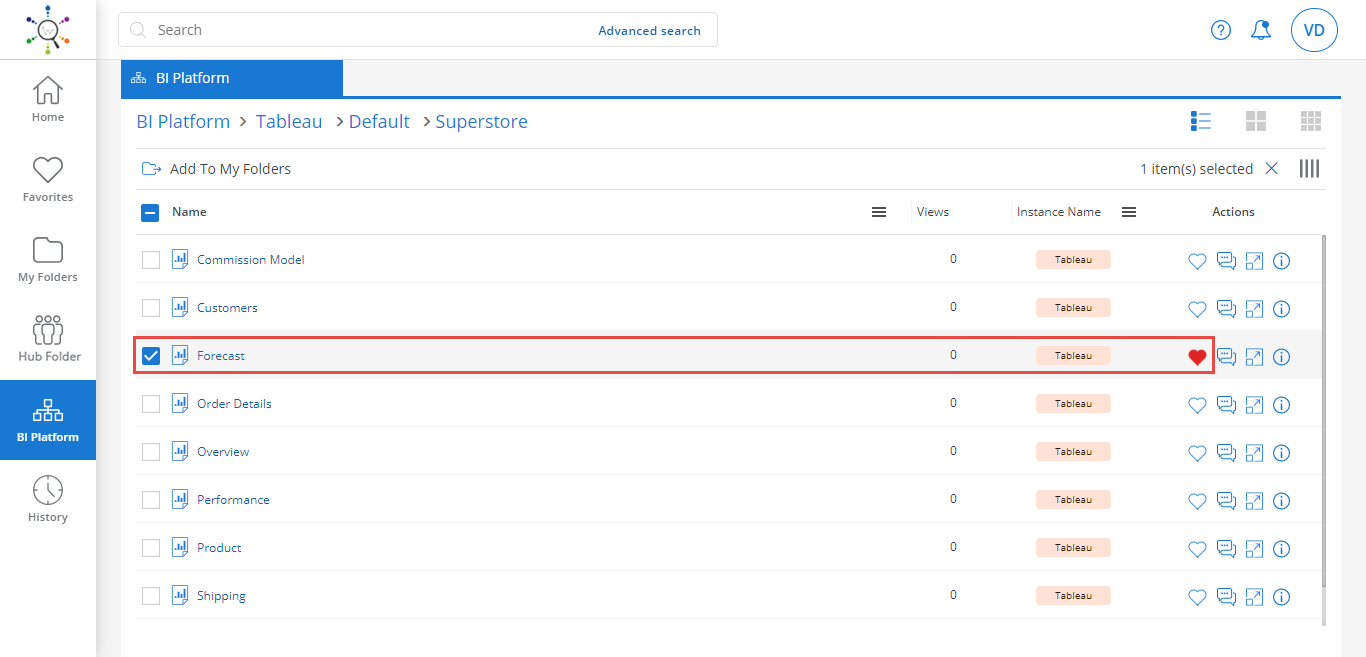 Search Advanced search VD
BI Platform
BI Platform > Tableau > Default > Superstore
Add To My Folders 1 item(s) selected
Name Views Instance Name Actions
Commission Model 0 Tableau
Customers 0 Tableau
Forecast 0 Tableau
Order Details 0 Tableau
Overview 0 Tableau
Performance 0 Tableau
Product 0 Tableau
Shipping 0 Tableau
Home
Favorites
My Folders
Hub Folder
BI Platform
History